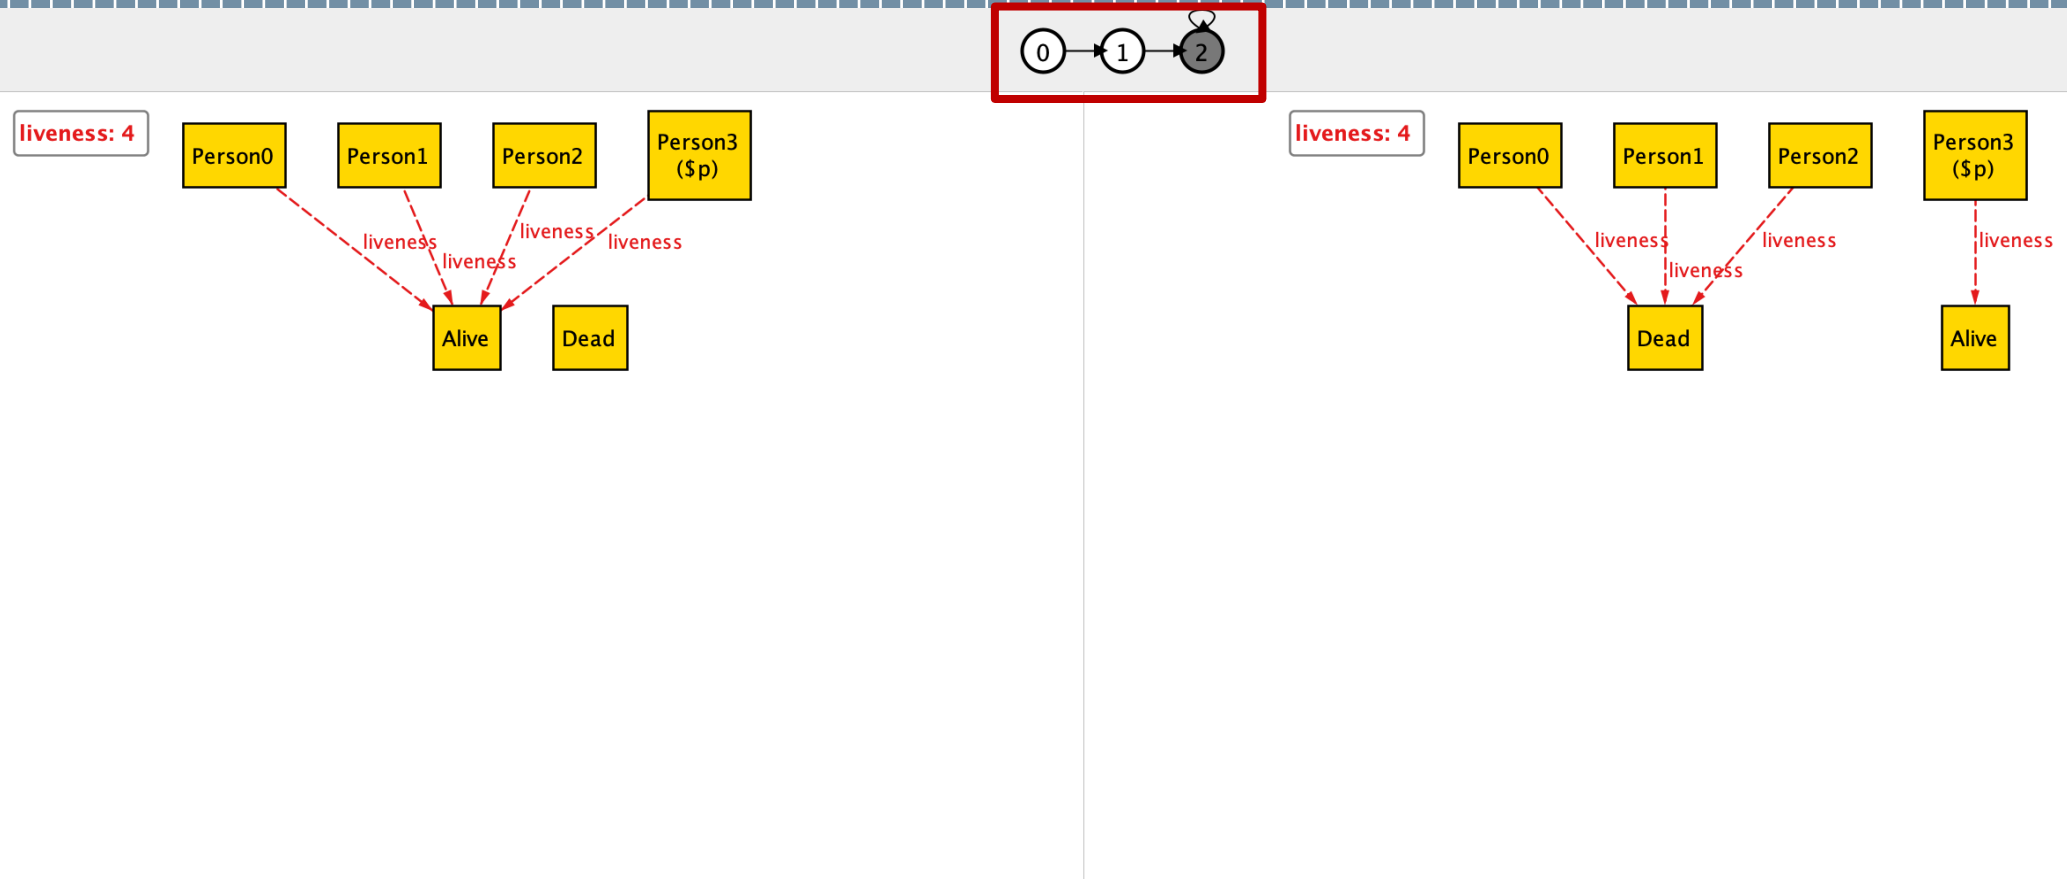 0 1 2
liveness: 4
Person0 Person1 Person2 Person3
($p)
liveness liveness liveness liveness
Alive Dead
liveness: 4
Person0 Person1 Person2 Person3
($p)
liveness liveness liveness liveness
Dead Alive